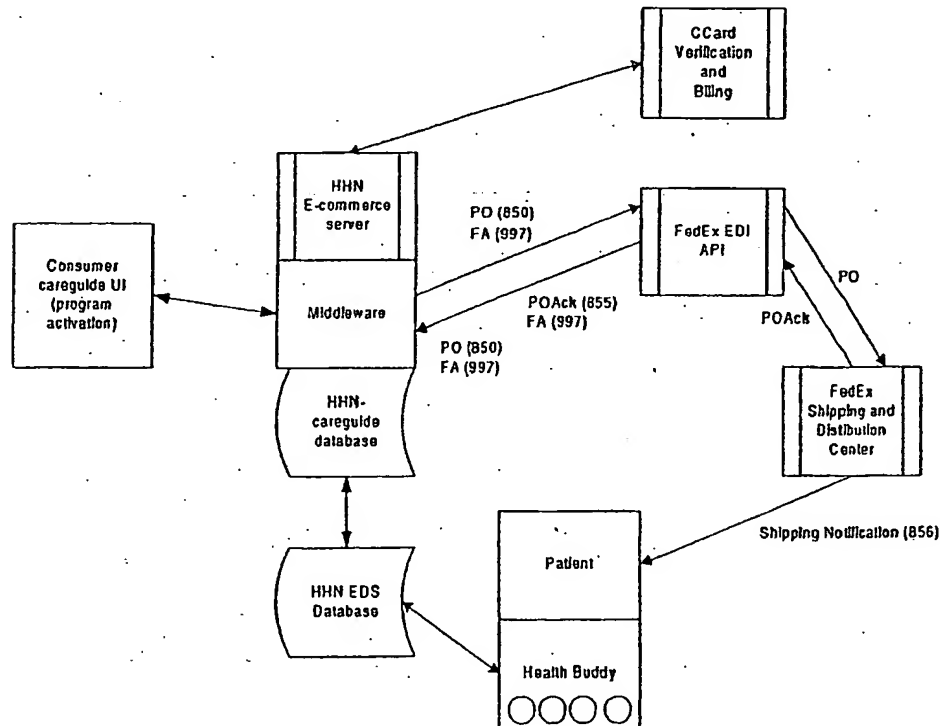 CCard
Verification
and
Billing
HHN
E-commerce
server
PO (850)
FA (997)
FedEx EDI
API
Consumer
careguide UI
(program
activation)
Middleware
POAck (855)
FA (997)
PO
POAck
PO (850)
FA (997)
HHN-
careguide
database
FedEx
Shipping and
Distibution
Center
Shipping Notification (856)
Patient
HHN EDS
Database
Health Buddy